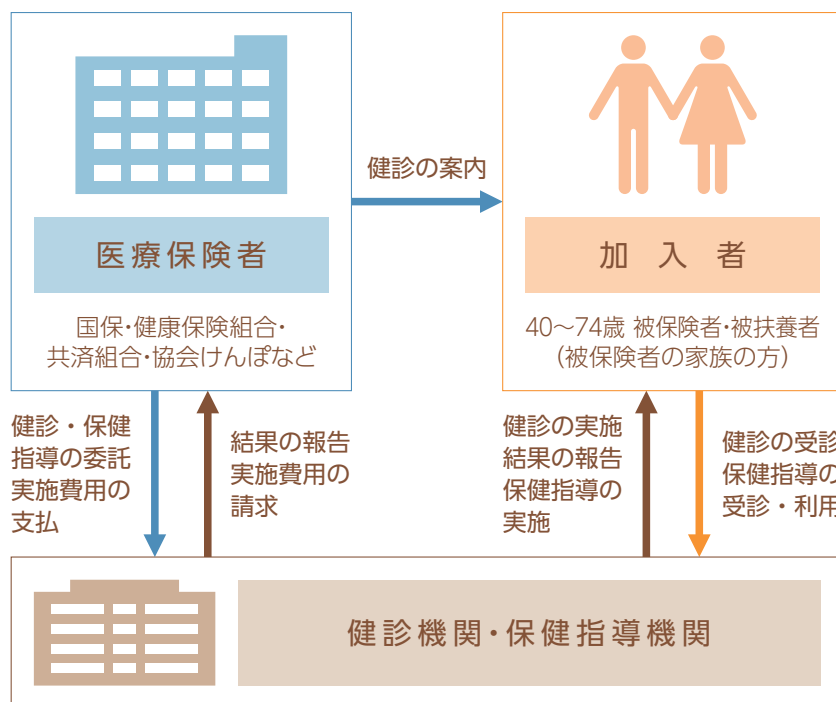 健診の案内
医療保険者
国保・健康保険組合・
共済組合・協会けんぽなど
加入者
40〜74歳 被保険者・被扶養者
(被保険者の家族の方)
健診・保健
指導の委託
実施費用の
支払
結果の報告
実施費用の
請求
健診の実施
結果の報告
保健指導の
実施
健診の受診
保健指導の
受診・利用
健診機関・保健指導機関